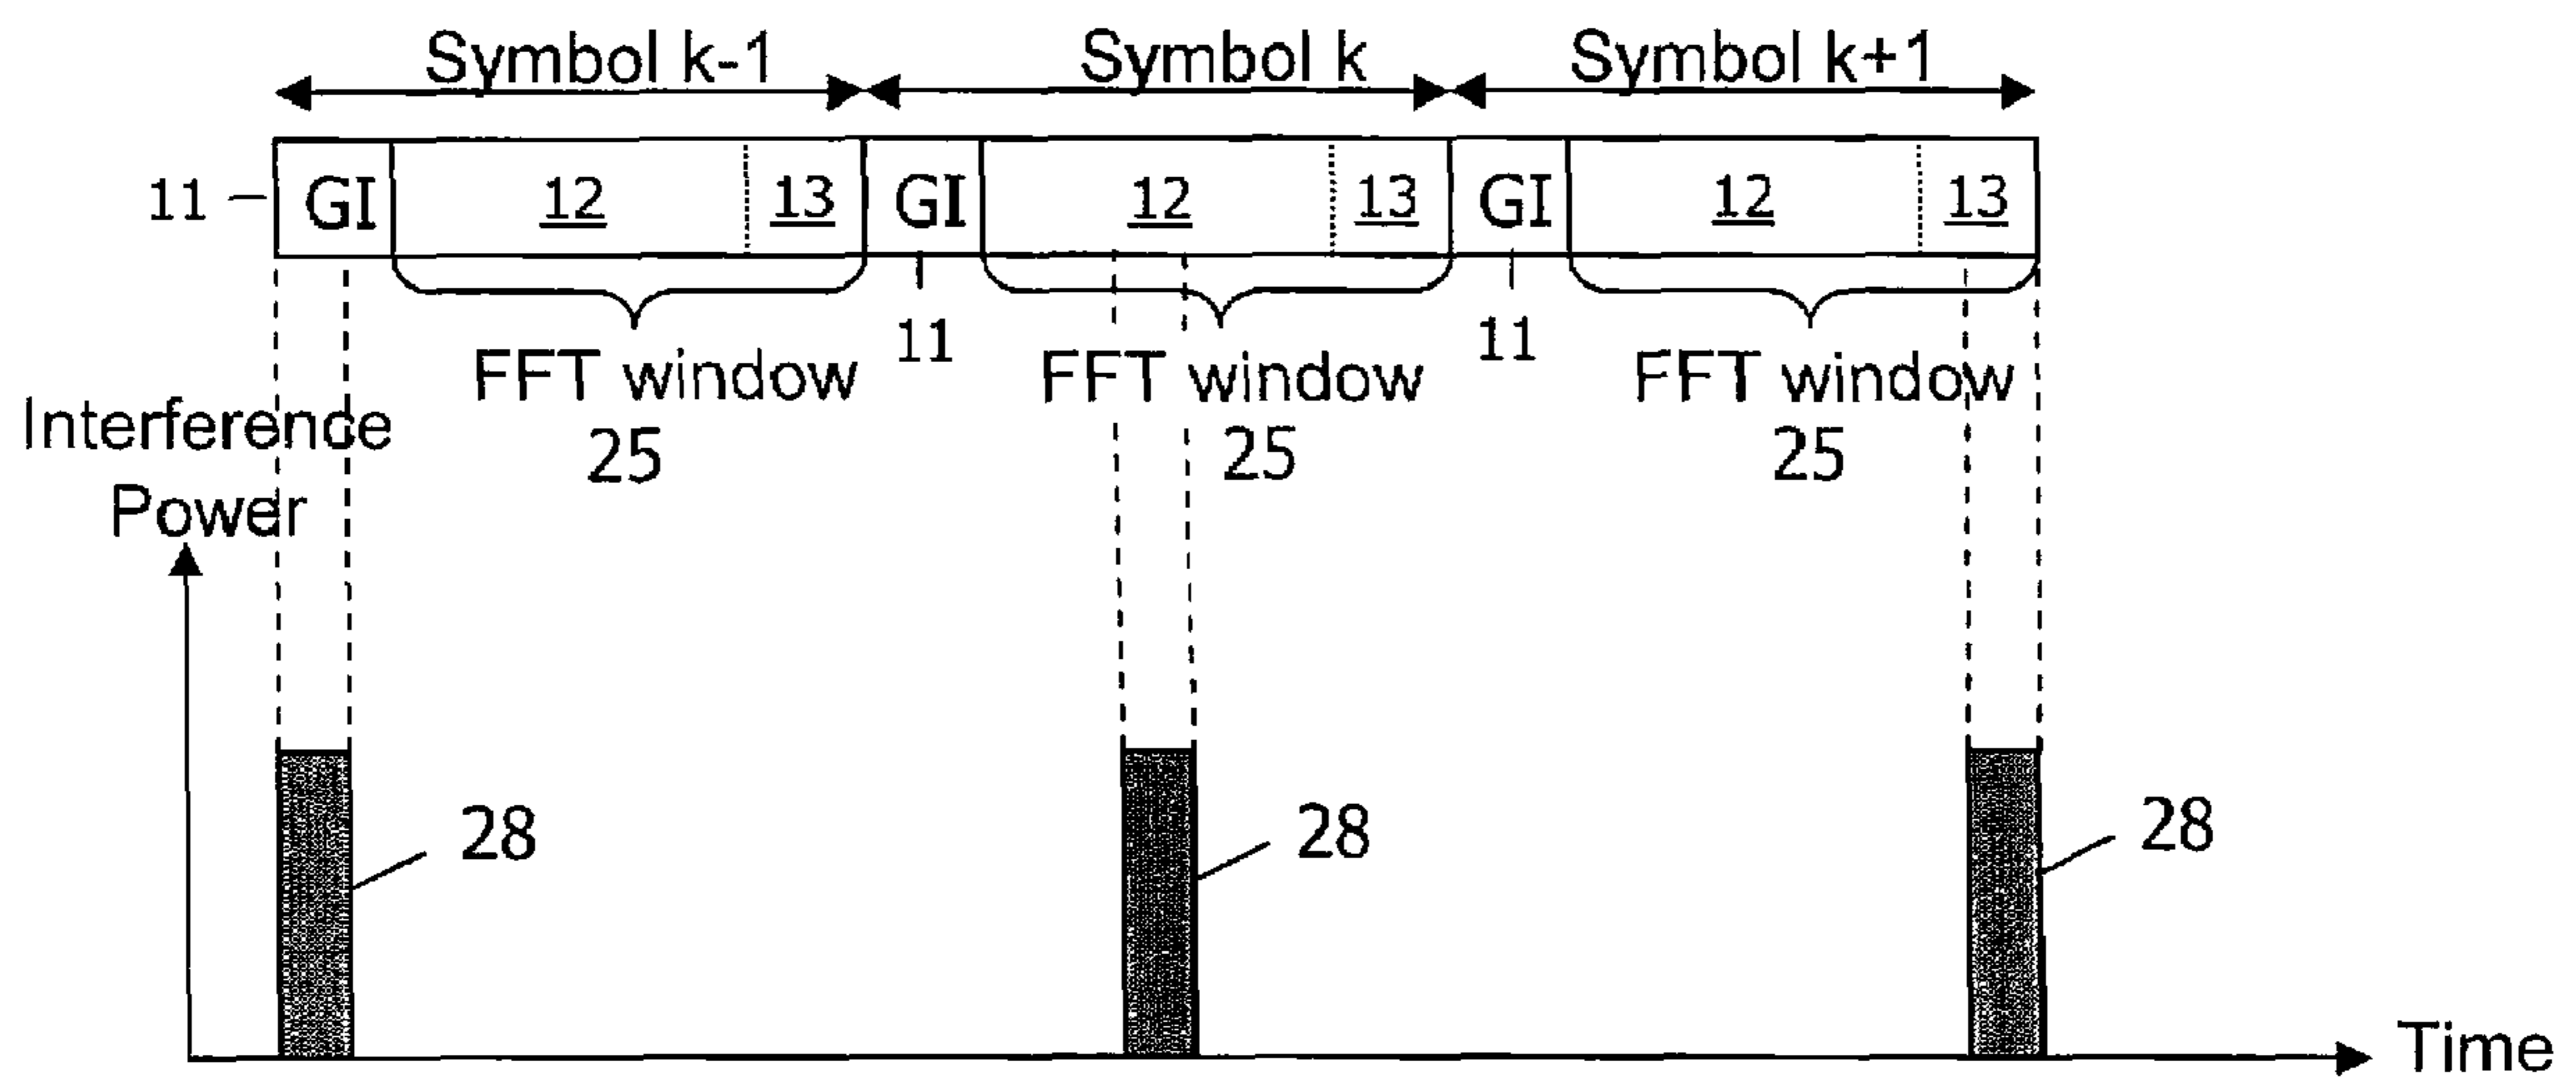 Symbol k-1 Symbol k Symbol k+1
11 GI 12 13 GI 12 13 GI 12 13
11 11
FFT window FFT window FFT window
25 25 25
Interference
Power
28 28 28
Time